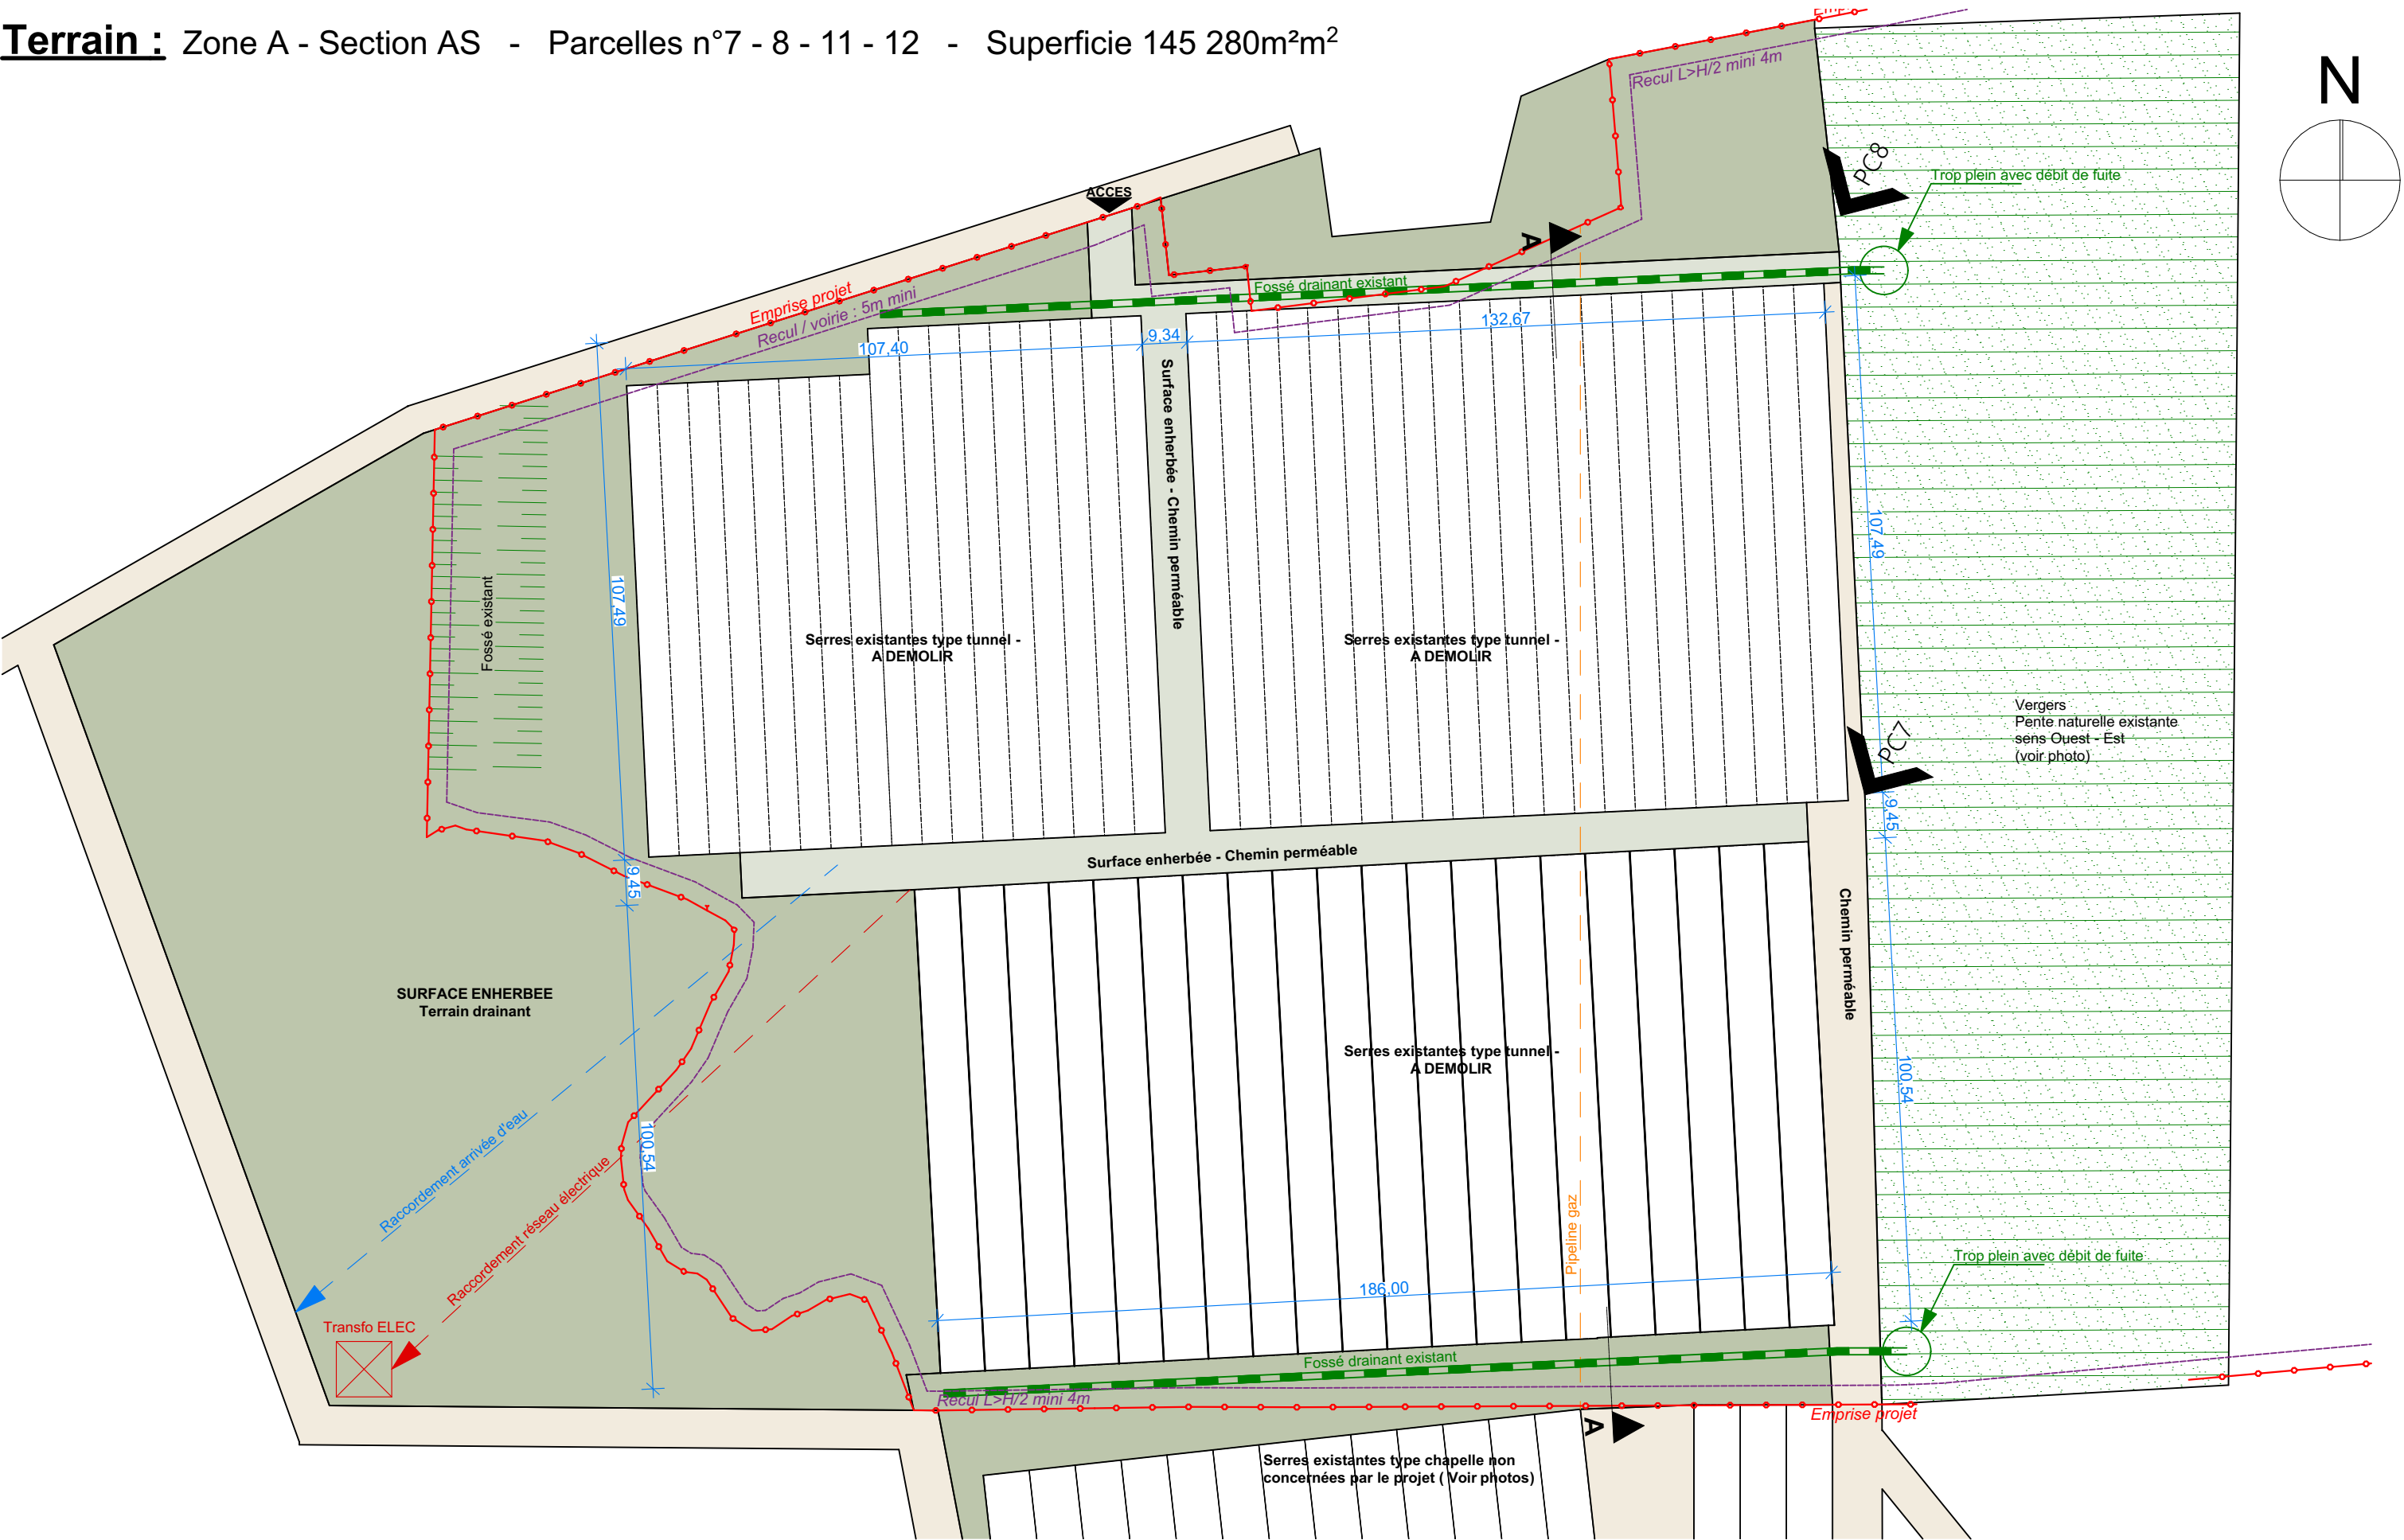 Terrain : Zone A - Section AS - Parcelles n°7 - 8 - 11 - 12 - Superficie 145 280m²m²
N
Recul L>H/2 mini 4m
PC8
Trop plein avec débit de fuite
ACCES
A
Emprise projet
Recul / voirie : 5m mini
Fossé drainant existant
107,40
9,34
132,67
Surface enherbée - Chemin perméable
107,49
107,49
Fossé existant
Serres existantes type tunnel -
A DEMOLIR
Serres existantes type tunnel -
A DEMOLIR
Vergers
Pente naturelle existante
sens Ouest - Est
(voir photo)
PC7
9,45
9,45
Surface enherbée - Chemin perméable
Chemin perméable
SURFACE ENHERBEE
Terrain drainant
Serres existantes type tunnel -
A DEMOLIR
100,54
100,54
Raccordement arrivée d'eau
Raccordement réseau électrique
Pipeline gaz
Trop plein avec débit de fuite
186,00
Transfo ELEC
Fossé drainant existant
Recul L>H/2 mini 4m
Emprise projet
A
Serres existantes type chapelle non
concernées par le projet ( Voir photos)